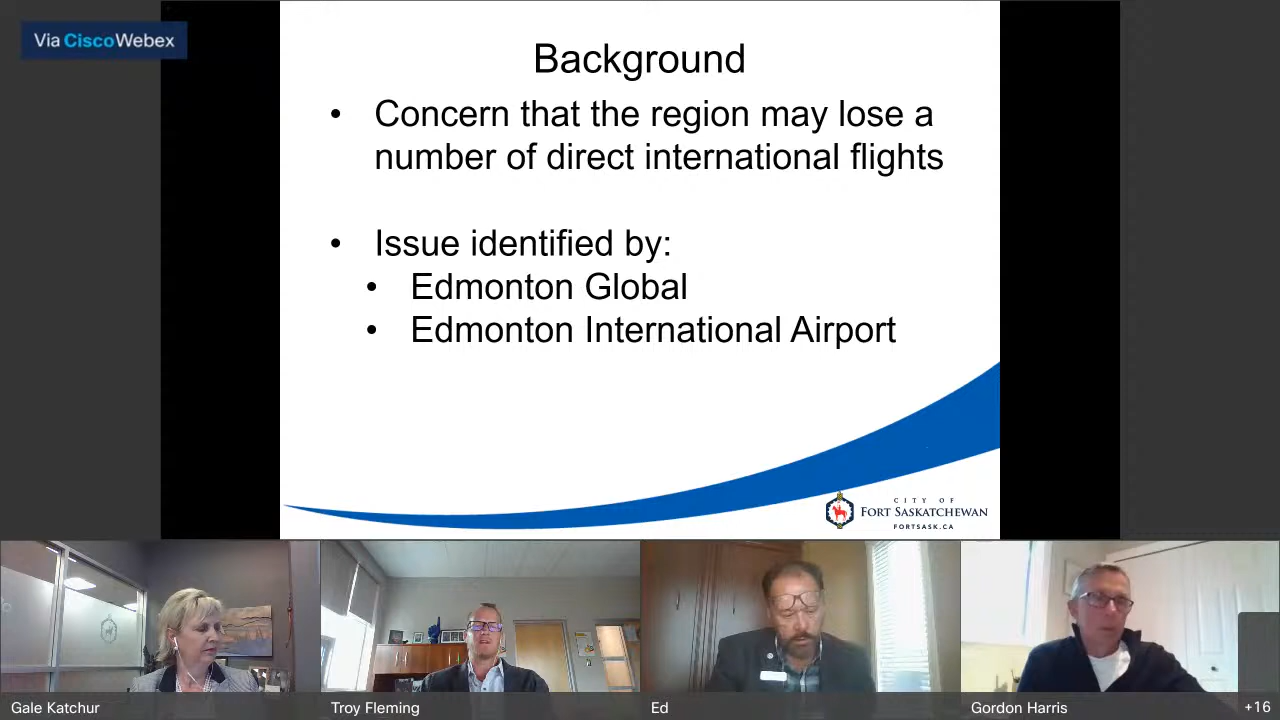 Via CiscoWebex
Background
• Concern that the region may lose a
number of direct international flights
• Issue identified by:
• Edmonton Global
• Edmonton International Airport
CITY OF
FORT SASKATCHEWAN
FORTSASK.CA
Gale Katchur
Troy Fleming
Ed
Gordon Harris
+16